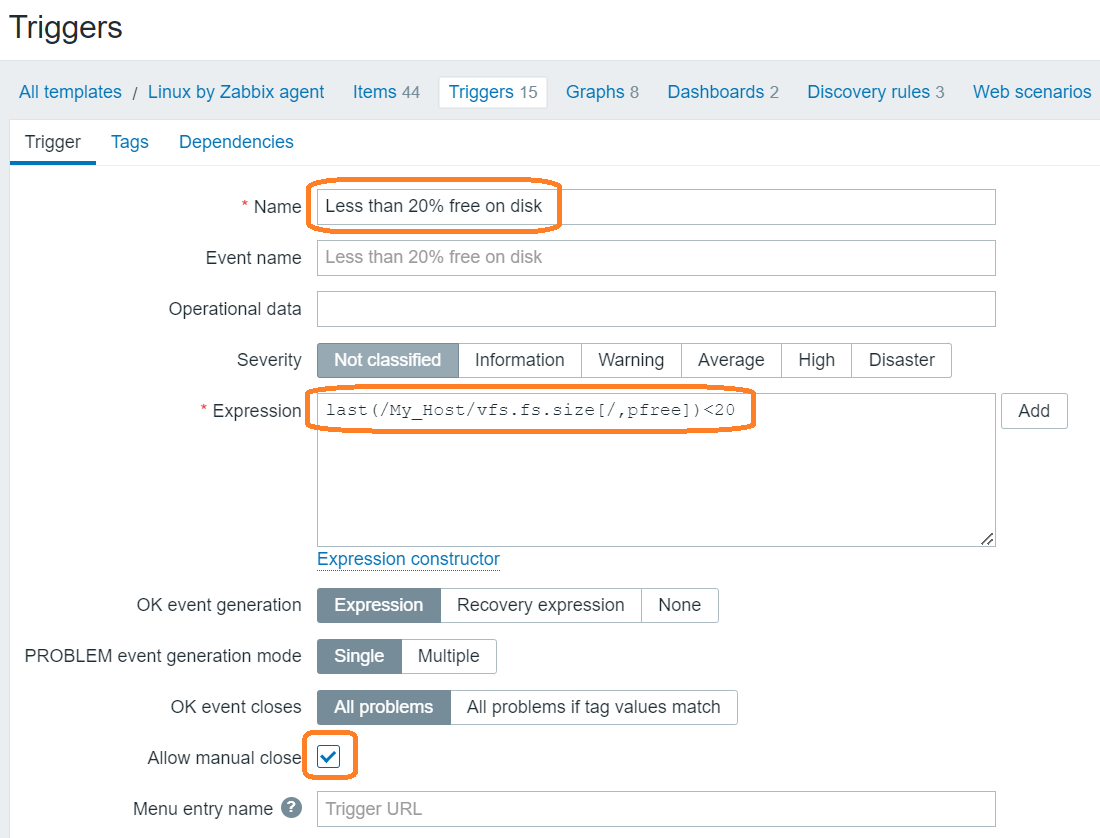 Triggers
All templates / Linux by Zabbix agent Items 44 Triggers 15 Graphs 8 Dashboards 2 Discovery rules 3 Web scenarios
Trigger Tags Dependencies
* Name Less than 20% free on disk
Event name Less than 20% free on disk
Operational data
Severity Not classified Information Warning Average High Disaster
* Expression last(/My_Host/vfs.fs.size[/,pfree])<20 Add
Expression constructor
OK event generation Expression Recovery expression None
PROBLEM event generation mode Single Multiple
OK event closes All problems All problems if tag values match
Allow manual close
Menu entry name ? Trigger URL